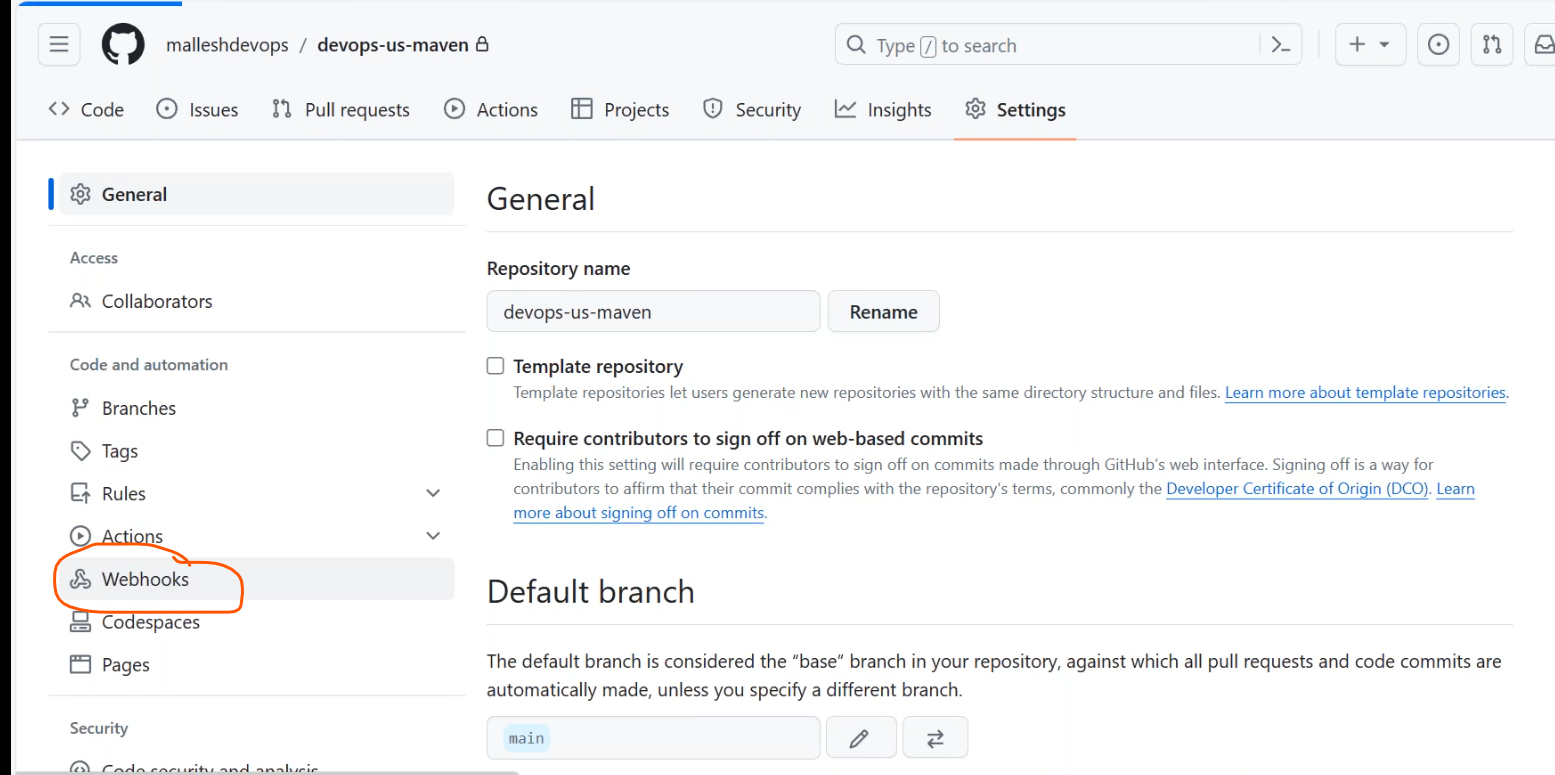 malleshdevops / devops-us-maven
Type / to search
Code Issues Pull requests Actions Projects Security Insights Settings
General
Access
Collaborators
Code and automation
Branches
Tags
Rules
Actions
Webhooks
Codespaces
Pages
Security
Code security and analysis
General
Repository name
devops-us-maven Rename
Template repository
Template repositories let users generate new repositories with the same directory structure and files. Learn more about template repositories.
Require contributors to sign off on web-based commits
Enabling this setting will require contributors to sign off on commits made through GitHub's web interface. Signing off is a way for
contributors to affirm that their commit complies with the repository's terms, commonly the Developer Certificate of Origin (DCO). Learn
more about signing off on commits.
Default branch
The default branch is considered the “base” branch in your repository, against which all pull requests and code commits are
automatically made, unless you specify a different branch.
main